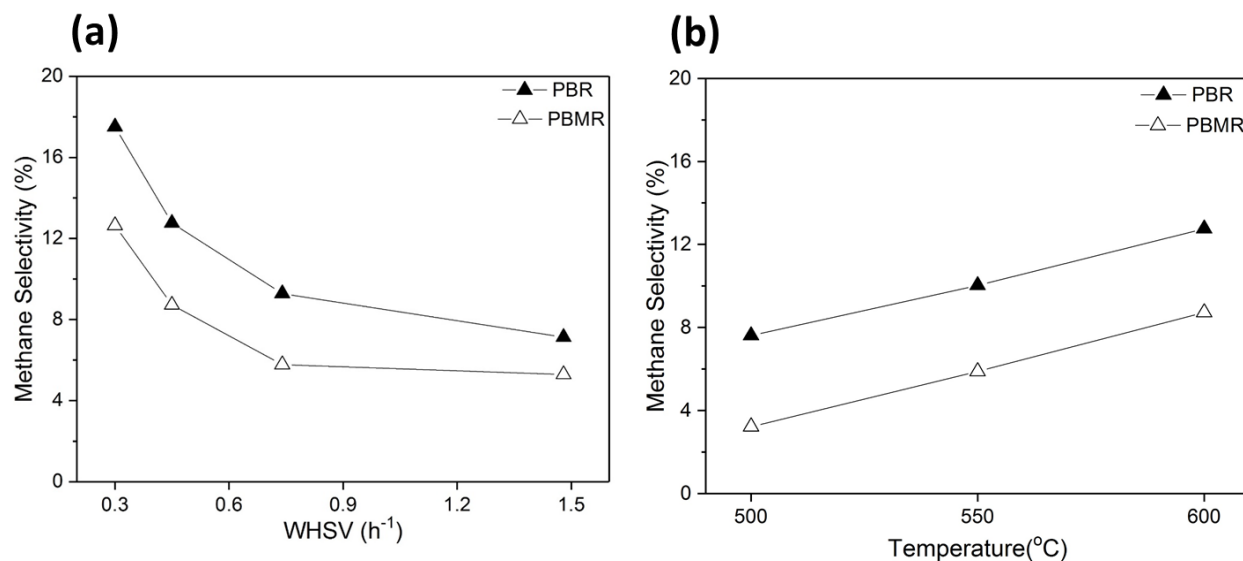 (a)
PBR
PBMR
20
16
12
8
4
0
Methane Selectivity (%)
0.3 0.6 0.9 1.2 1.5
WHSV (h⁻¹)
(b)
PBR
PBMR
20
16
12
8
4
0
Methane Selectivity (%)
500 550 600
Temperature(°C)